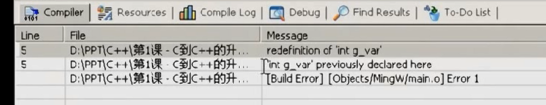 Compiler Resources Compile Log Debug Find Results To-Do List
Line File Message
5 D:\PPT\C++\第1课 - C到C++的升... redefinition of 'int g_var'
5 D:\PPT\C++\第1课 - C到C++的升... 'int g_var' previously declared here
D:\PPT\C++\第1课 - C到C++的升... [Build Error] [Objects/MingW/main.o] Error 1